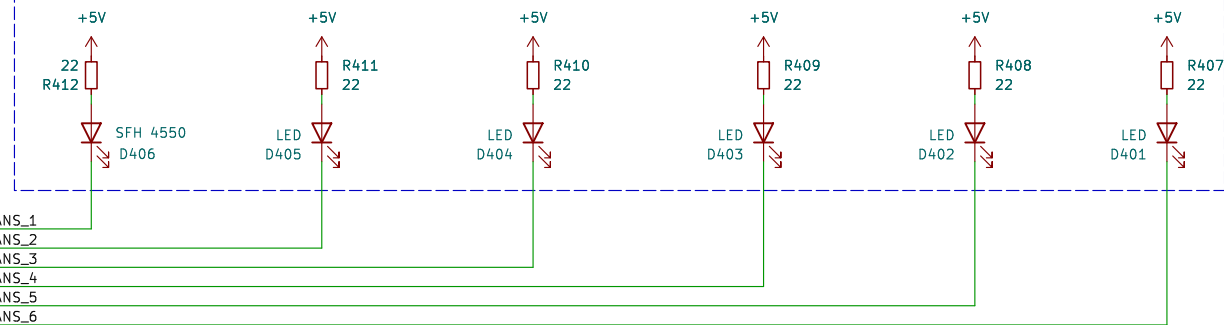 +5V +5V +5V +5V +5V +5V
22 R411 R410 R409 R408 R407
R412 22 22 22 22 22
SFH 4550 LED LED LED LED LED
D406 D405 D404 D403 D402 D401
ANS_1
ANS_2
ANS_3
ANS_4
ANS_5
ANS_6